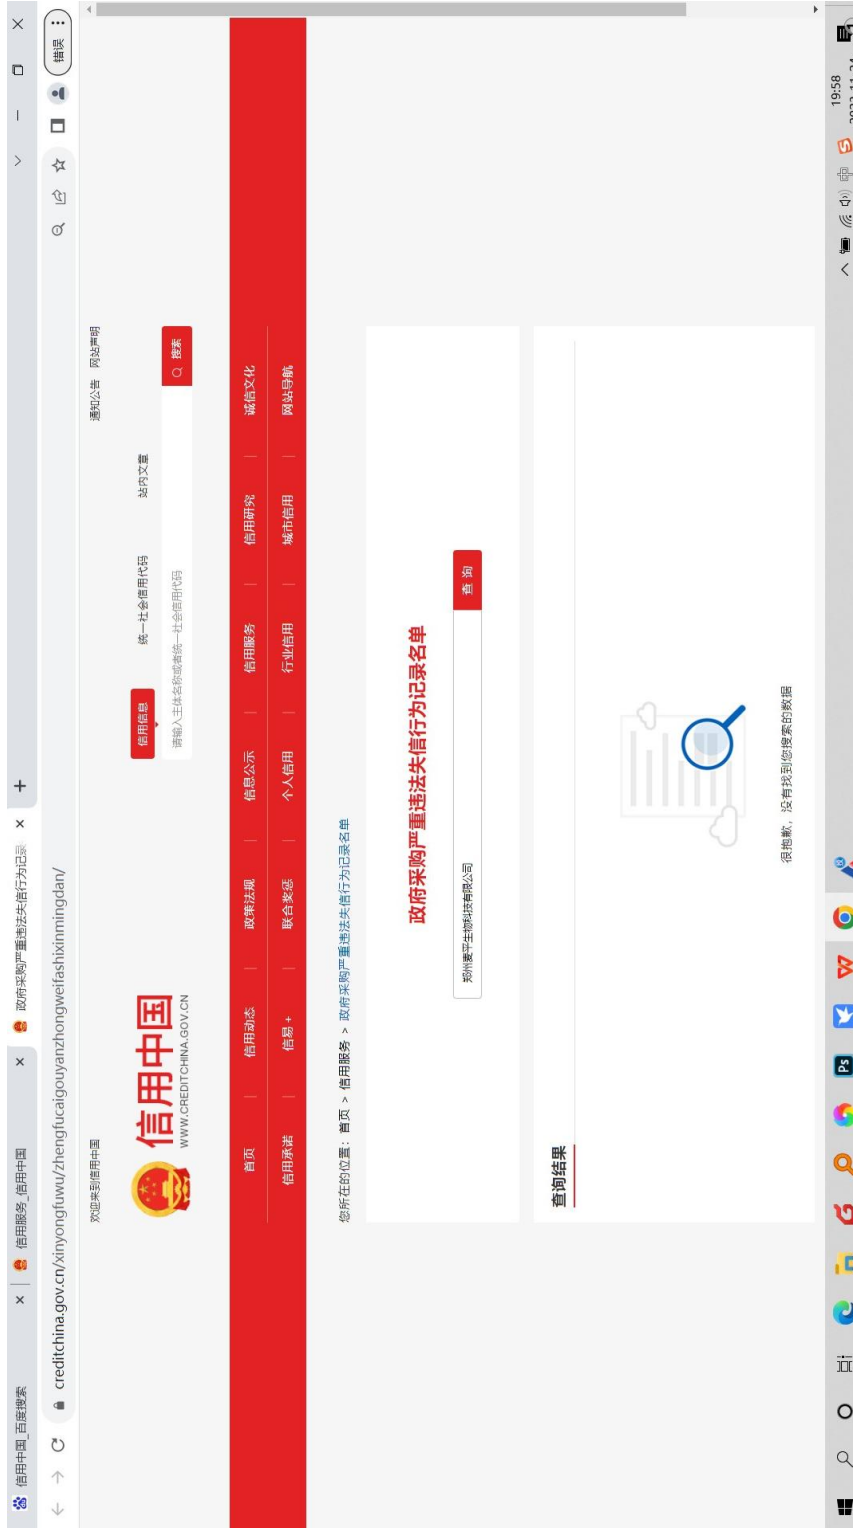 信用中国_百度搜索
信用服务_信用中国
政府采购严重违法失信行为记录
creditchina.gov.cn/xinyongfuwu/zhengfucaigouyanzhongweifashixinmingdan/
错误
欢迎来到信用中国
通知公告 网站声明
信用中国
WWW.CREDITCHINA.GOV.CN
信用信息 统一社会信用代码 站内文章
请输入主体名称或者统一社会信用代码
搜索
首页 信用动态 政策法规 信息公示 信用服务 信用研究 诚信文化
信用承诺 信易+ 联合奖惩 个人信用 行业信用 城市信用 网站导航
您所在的位置：首页 > 信用服务 > 政府采购严重违法失信行为记录名单
政府采购严重违法失信行为记录名单
郑州麦平生物科技有限公司 查询
查询结果
很抱歉，没有找到您搜索的数据
Ps
中
19:58